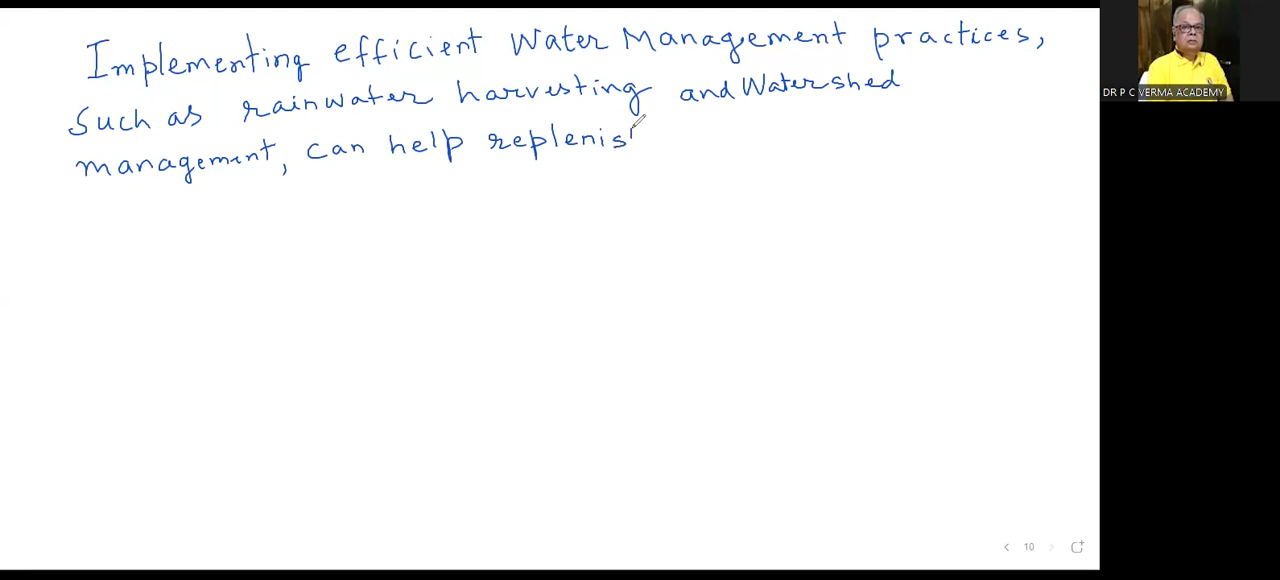 Implementing efficient Water Management practices,
Such as rainwater harvesting and Watershed
management, can help replenis
DR P C VERMA ACADEMY
10